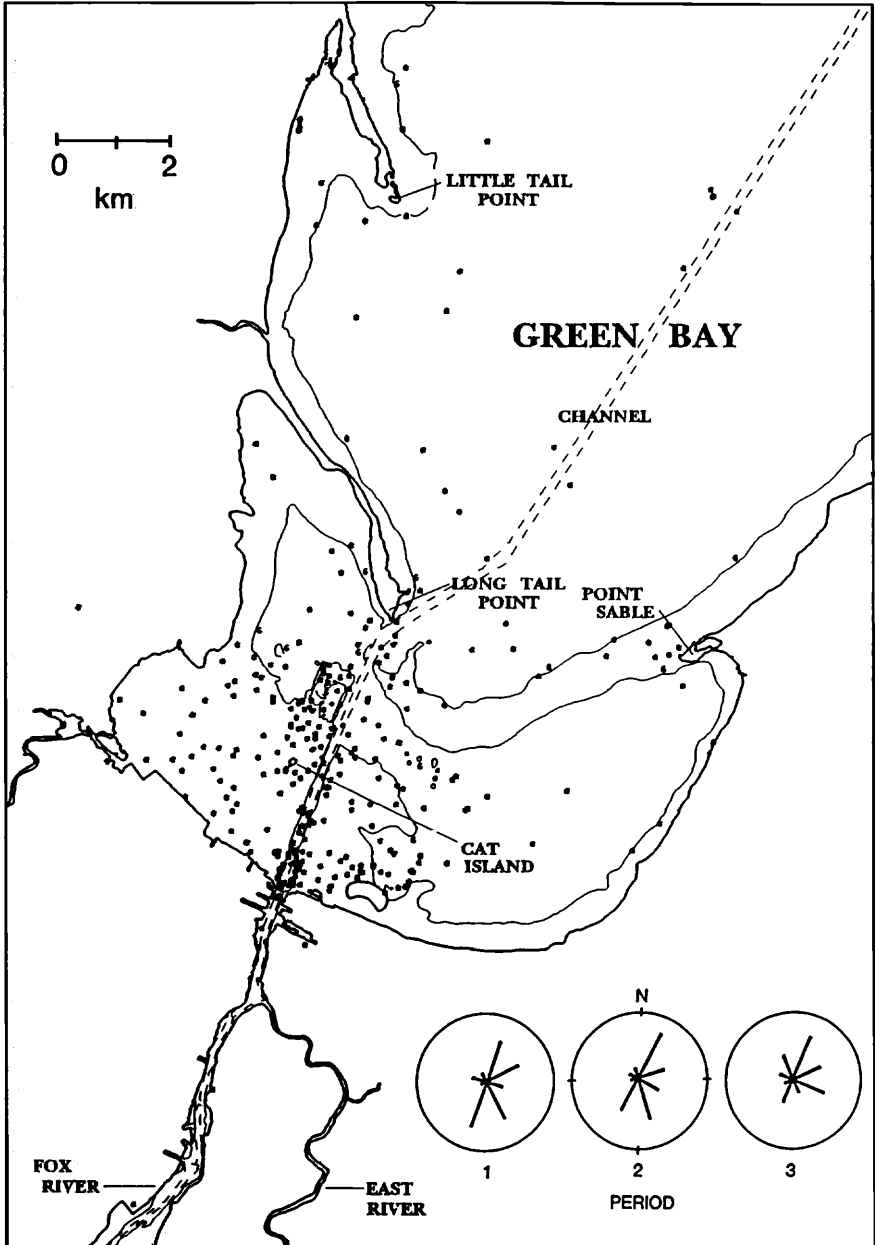 0 2
km
LITTLE TAIL
POINT
GREEN BAY
CHANNEL
LONG TAIL
POINT
POINT
SABLE
CAT
ISLAND
N
FOX
RIVER
EAST
RIVER
1 2 3
PERIOD